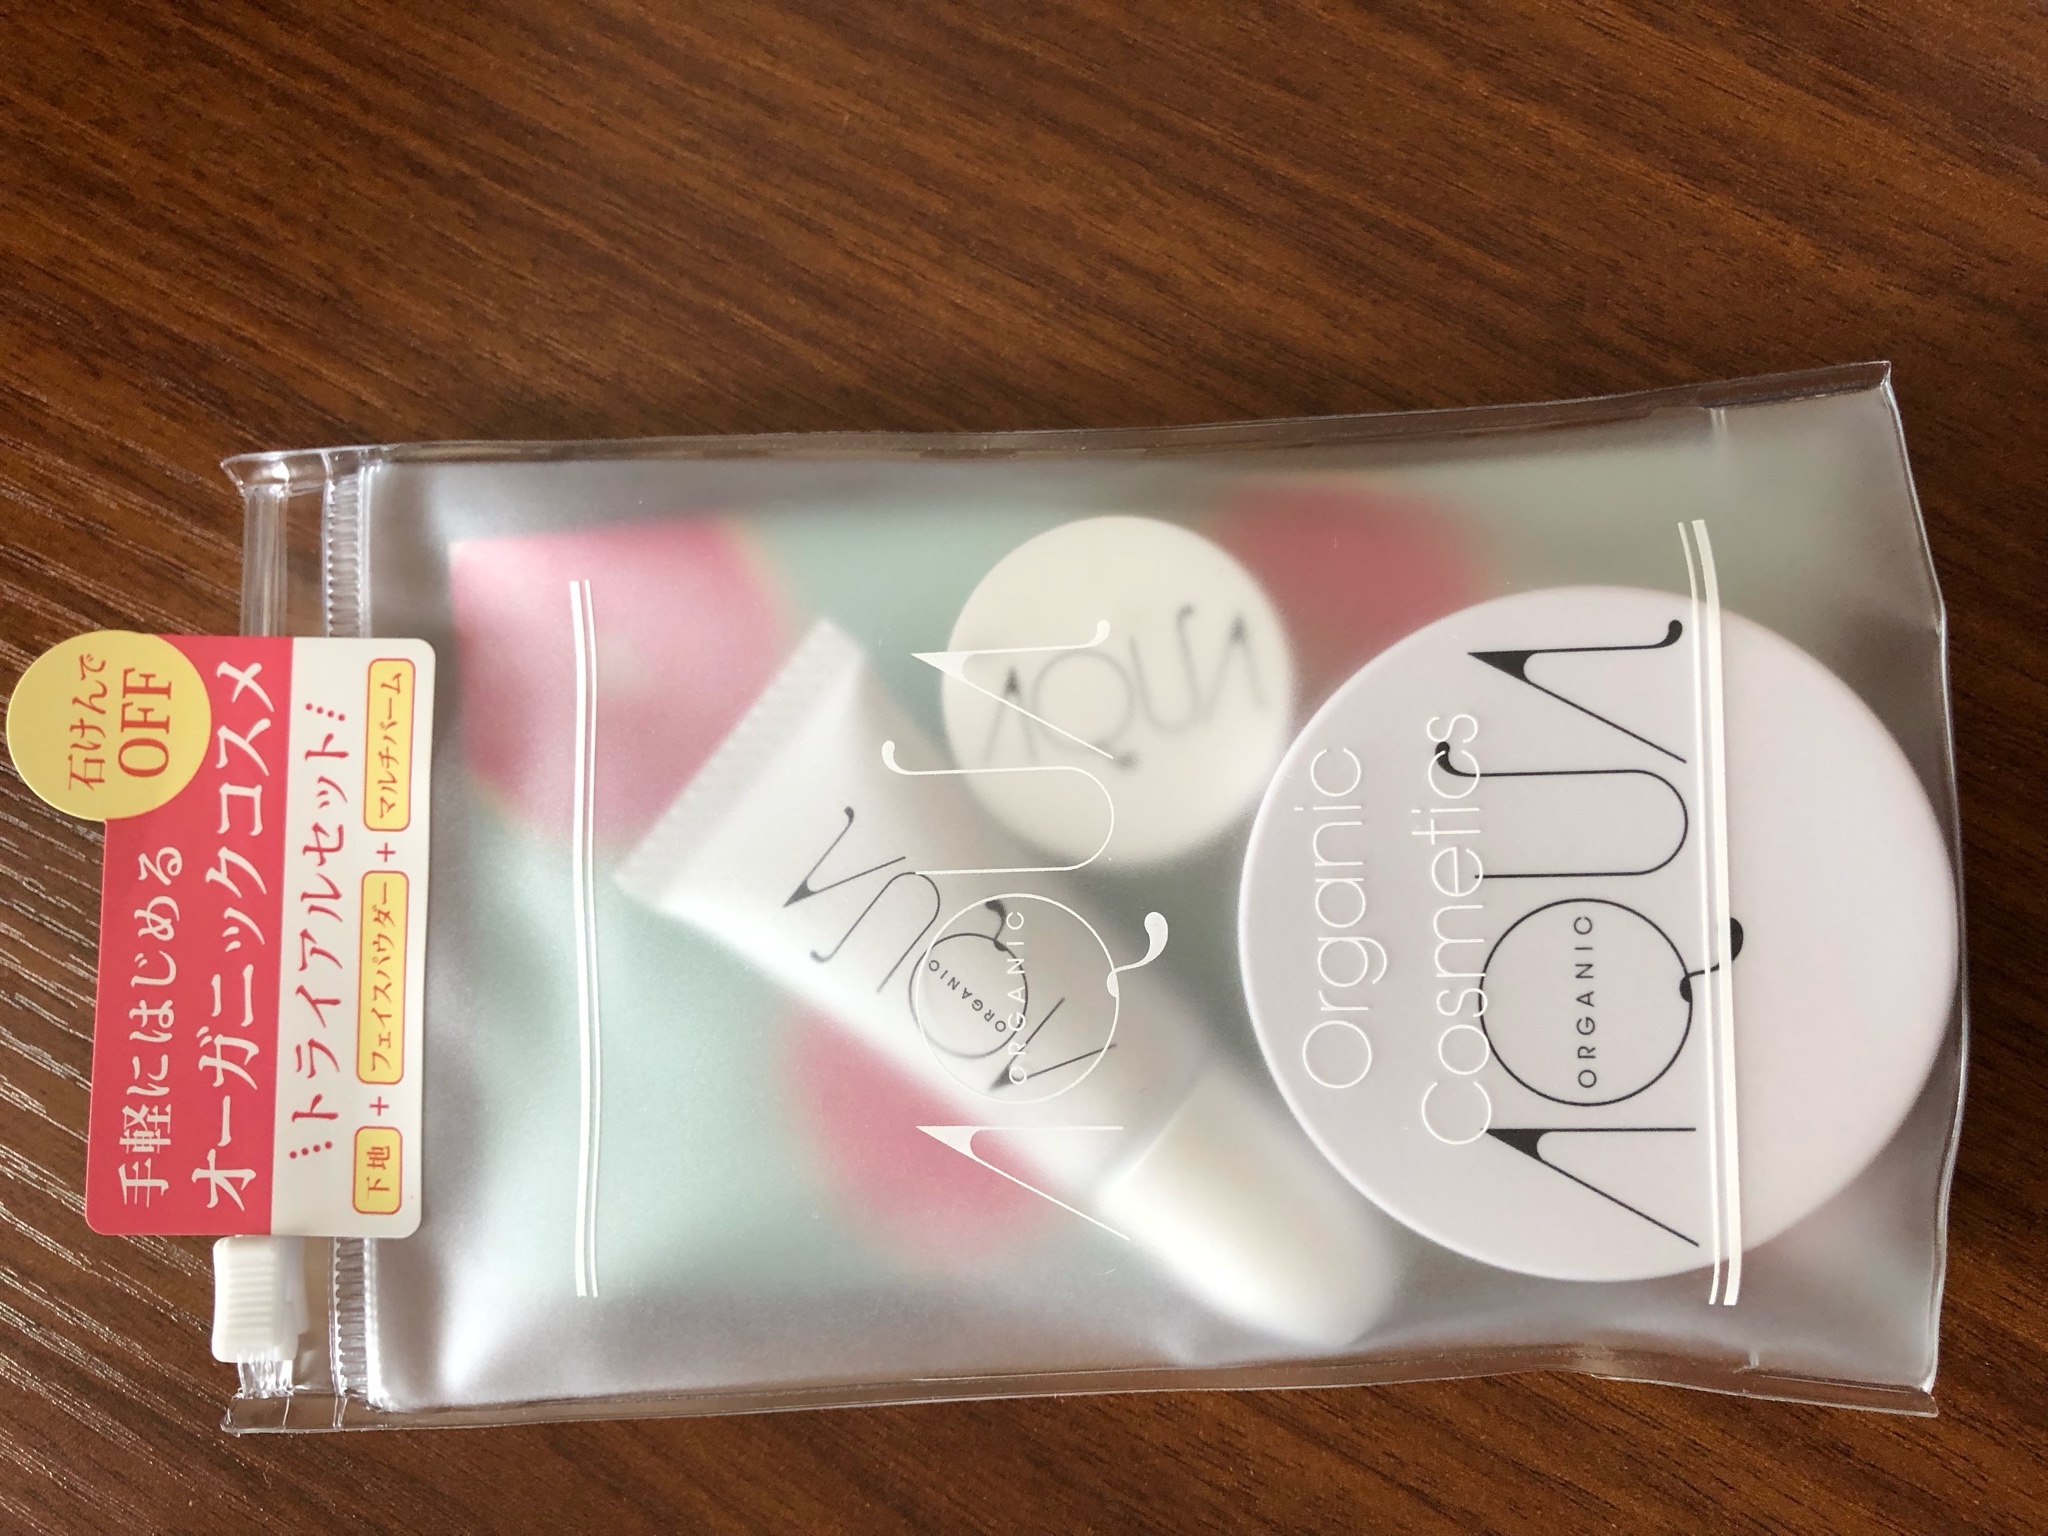 石けんで
OFF
手軽にはじめる
オーガニックコスメ
トライアルセット
下地 + フェイスパウダー + マルチバーム
AQUA
ORGANIC
AQUA
ORGANIC
AQUA
Organic
Cosmetics
AQUA
ORGANIC